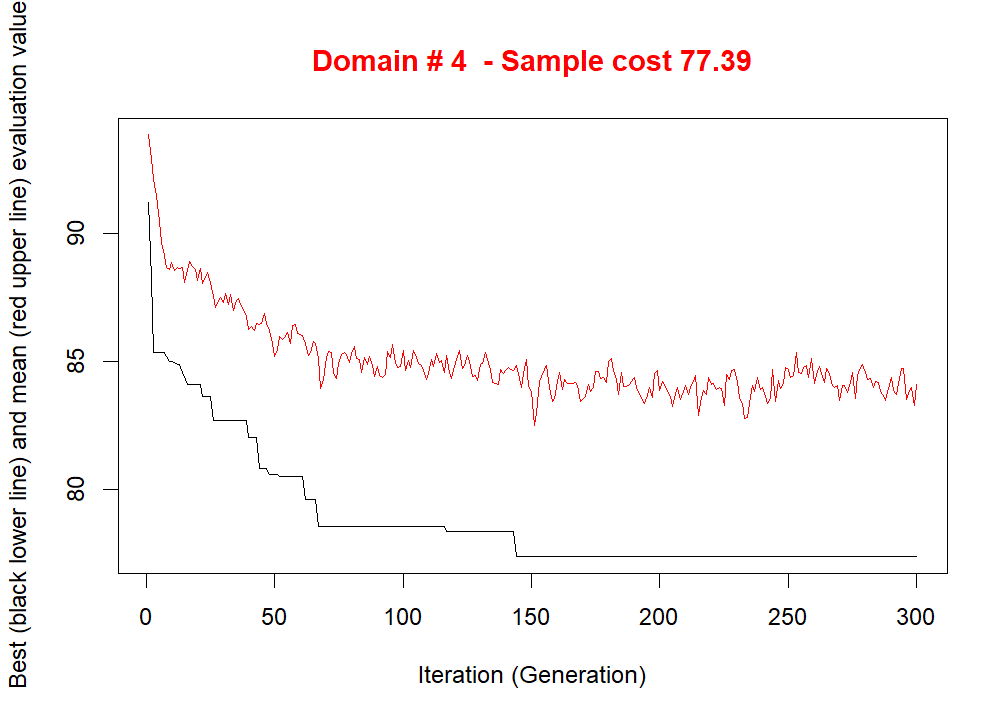 Domain # 4  - Sample cost 77.39
Best (black lower line) and mean (red upper line) evaluation value
90
85
80
0 50 100 150 200 250 300
Iteration (Generation)